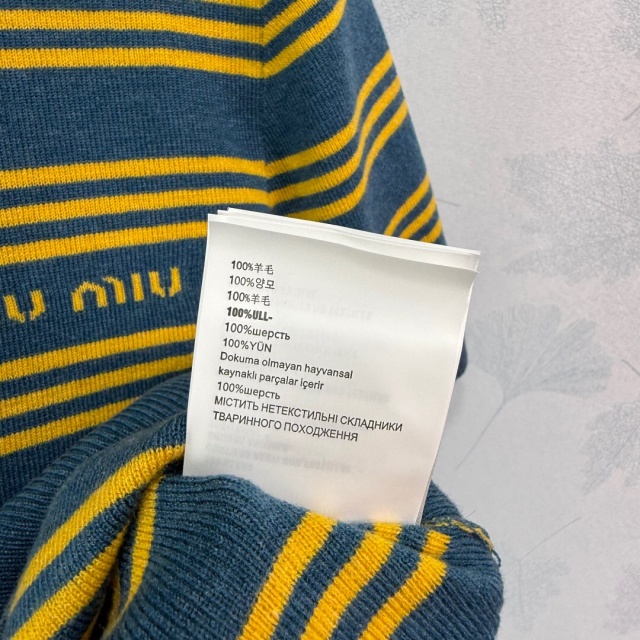 u miu
100%羊毛
100%양모
100%羊毛
100%ULL-
100%шерсть
100%YÜN
Dokuma olmayan hayvansal
kaynaklı parçalar içerir
100%шерсть
МІСТИТЬ НЕТЕКСТИЛЬНІ СКЛАДНИКИ
ТВАРИННОГО ПОХОДЖЕННЯ